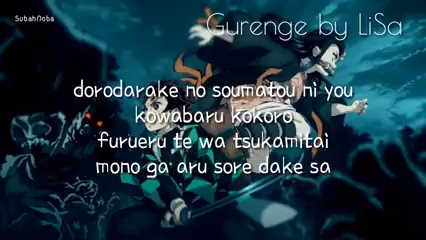 SubahNoba
Gurenge by LiSa
dorodarake no soumatou ni you
kowabaru kokoro
furueru te wa tsukamitai
mono ga aru sore dake sa